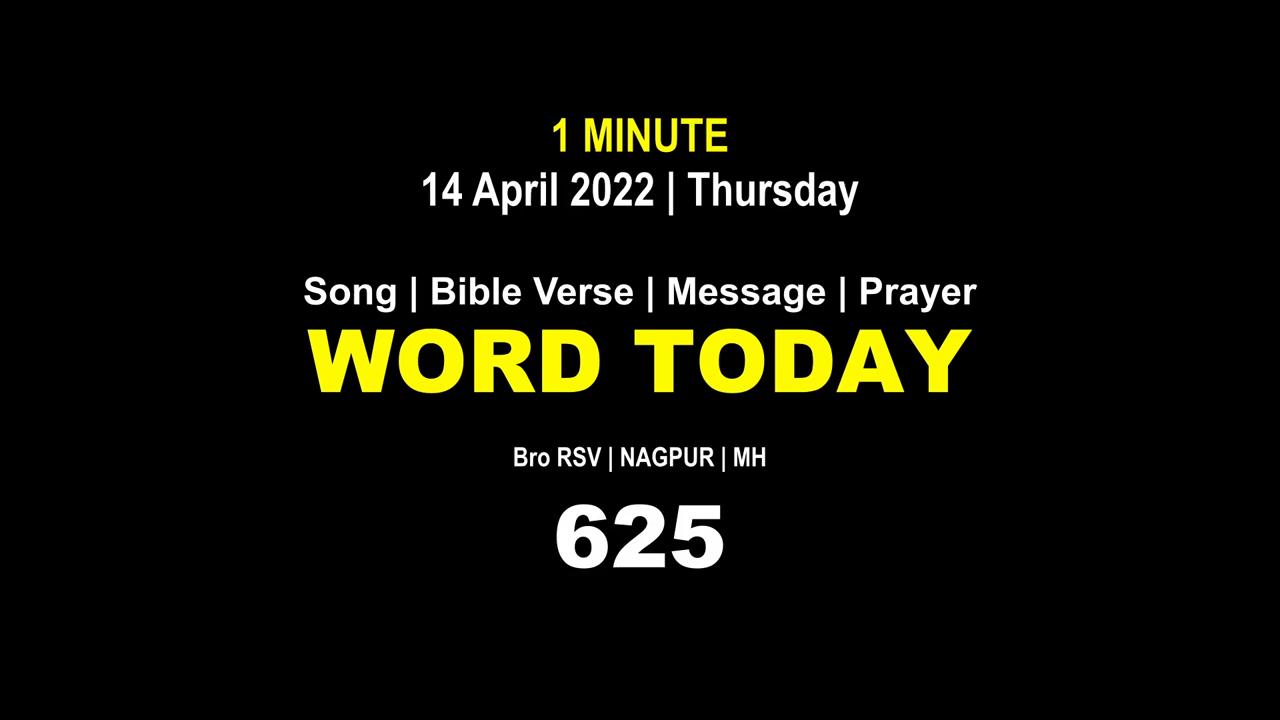 1 MINUTE
14 April 2022 | Thursday
Song | Bible Verse | Message | Prayer
WORD TODAY
Bro RSV | NAGPUR | MH
625